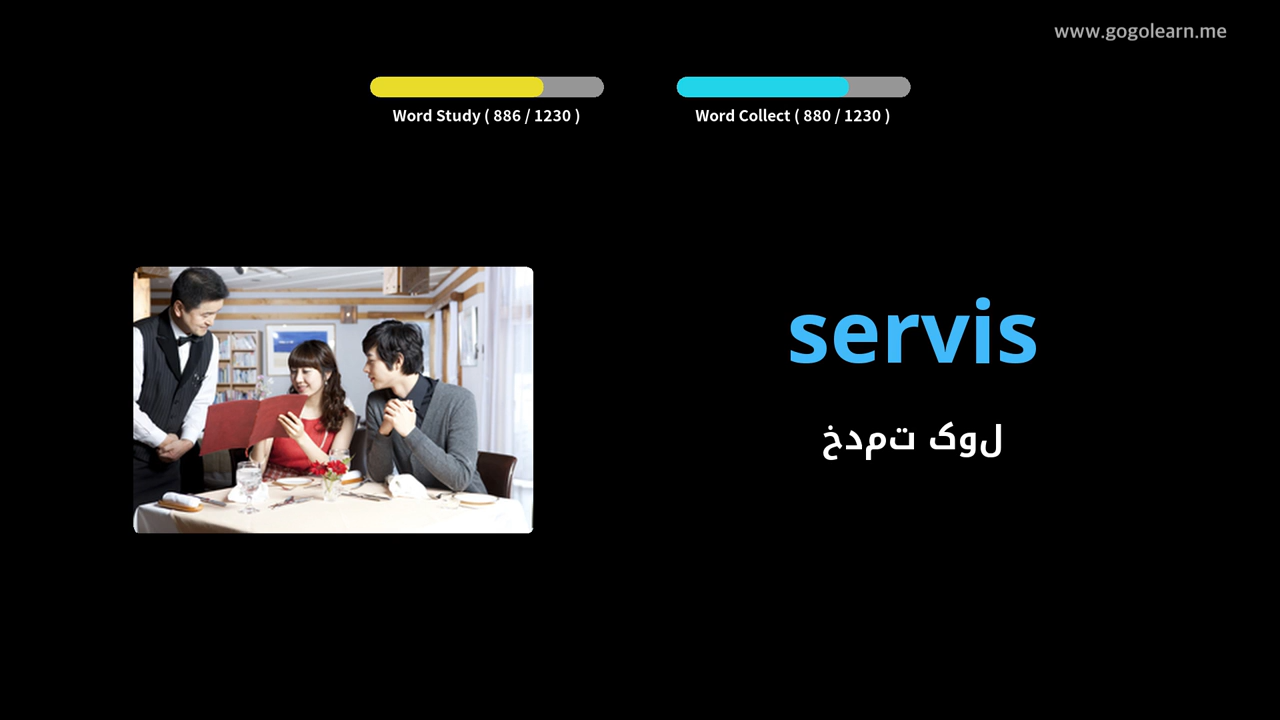 www.gogolearn.me
Word Study ( 886 / 1230 )
Word Collect ( 880 / 1230 )
servis
خدمت کول